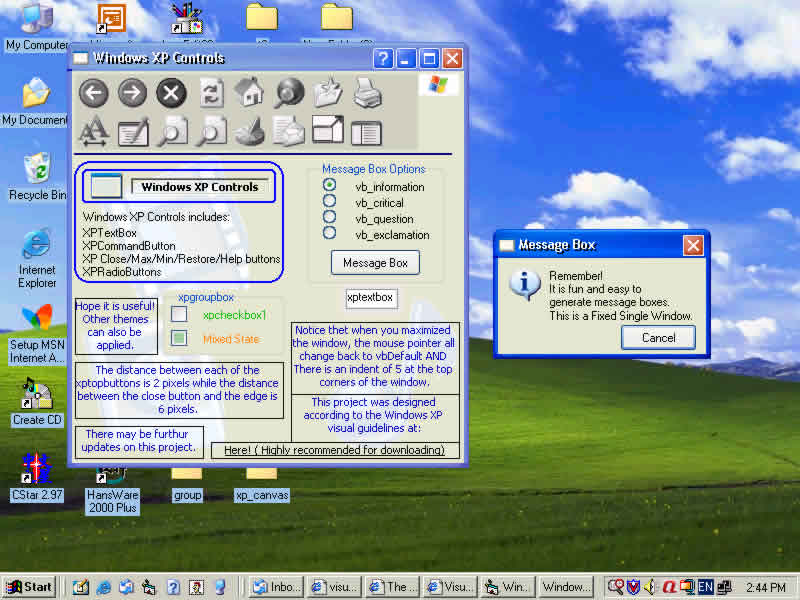 My Computer
My Document
Recycle Bin
Internet
Explorer
Setup MSN
Internet A...
Create CD
CStar 2.97
HansWare
2000 Plus
group
xp_canvas
Windows XP Controls
?
Windows XP Controls
Windows XP Controls includes:
XPTextBox
XPCommandButton
XP Close/Max/Min/Restore/Help buttons
XPRadioButtons
Message Box Options
vb_information
vb_critical
vb_question
vb_exclamation
Message Box
xptextbox
Hope it is useful!
Other themes
can also be
applied.
xpgroupbox
xpcheckbox1
Mixed State
The distance between each of the
xptopbuttons is 2 pixels while the distance
between the close button and the edge is
6 pixels.
There may be furthur
updates on this project.
Notice thet when you maximized
the window, the mouse pointer all
change back to vbDefault AND
There is an indent of 5 at the top
corners of the window.
This project was designed
according to the Windows XP
visual guidelines at:
Here! ( Highly recommended for downloading)
Message Box
Remember!
It is fun and easy to
generate message boxes.
This is a Fixed Single Window.
Cancel
Start
Inbo...
visu...
The ...
Visu...
Win...
Window...
EN
2:44 PM